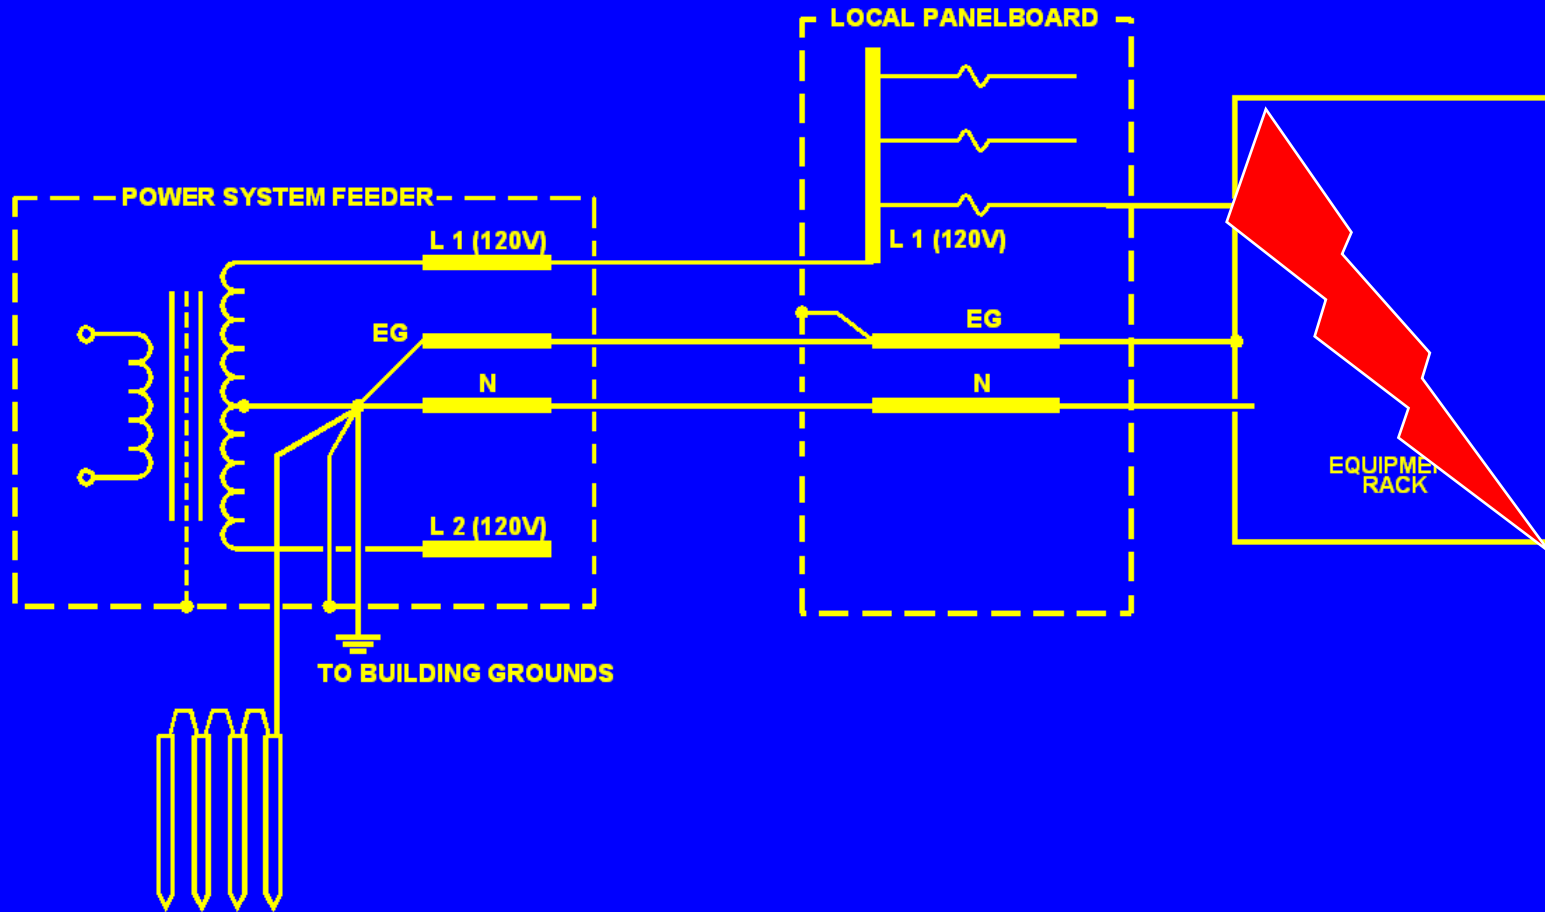 LOCAL PANELBOARD
POWER SYSTEM FEEDER
L 1 (120V)
L 1 (120V)
EG
EG
N
N
RACK
L 2 (120V)
TO BUILDING GROUNDS